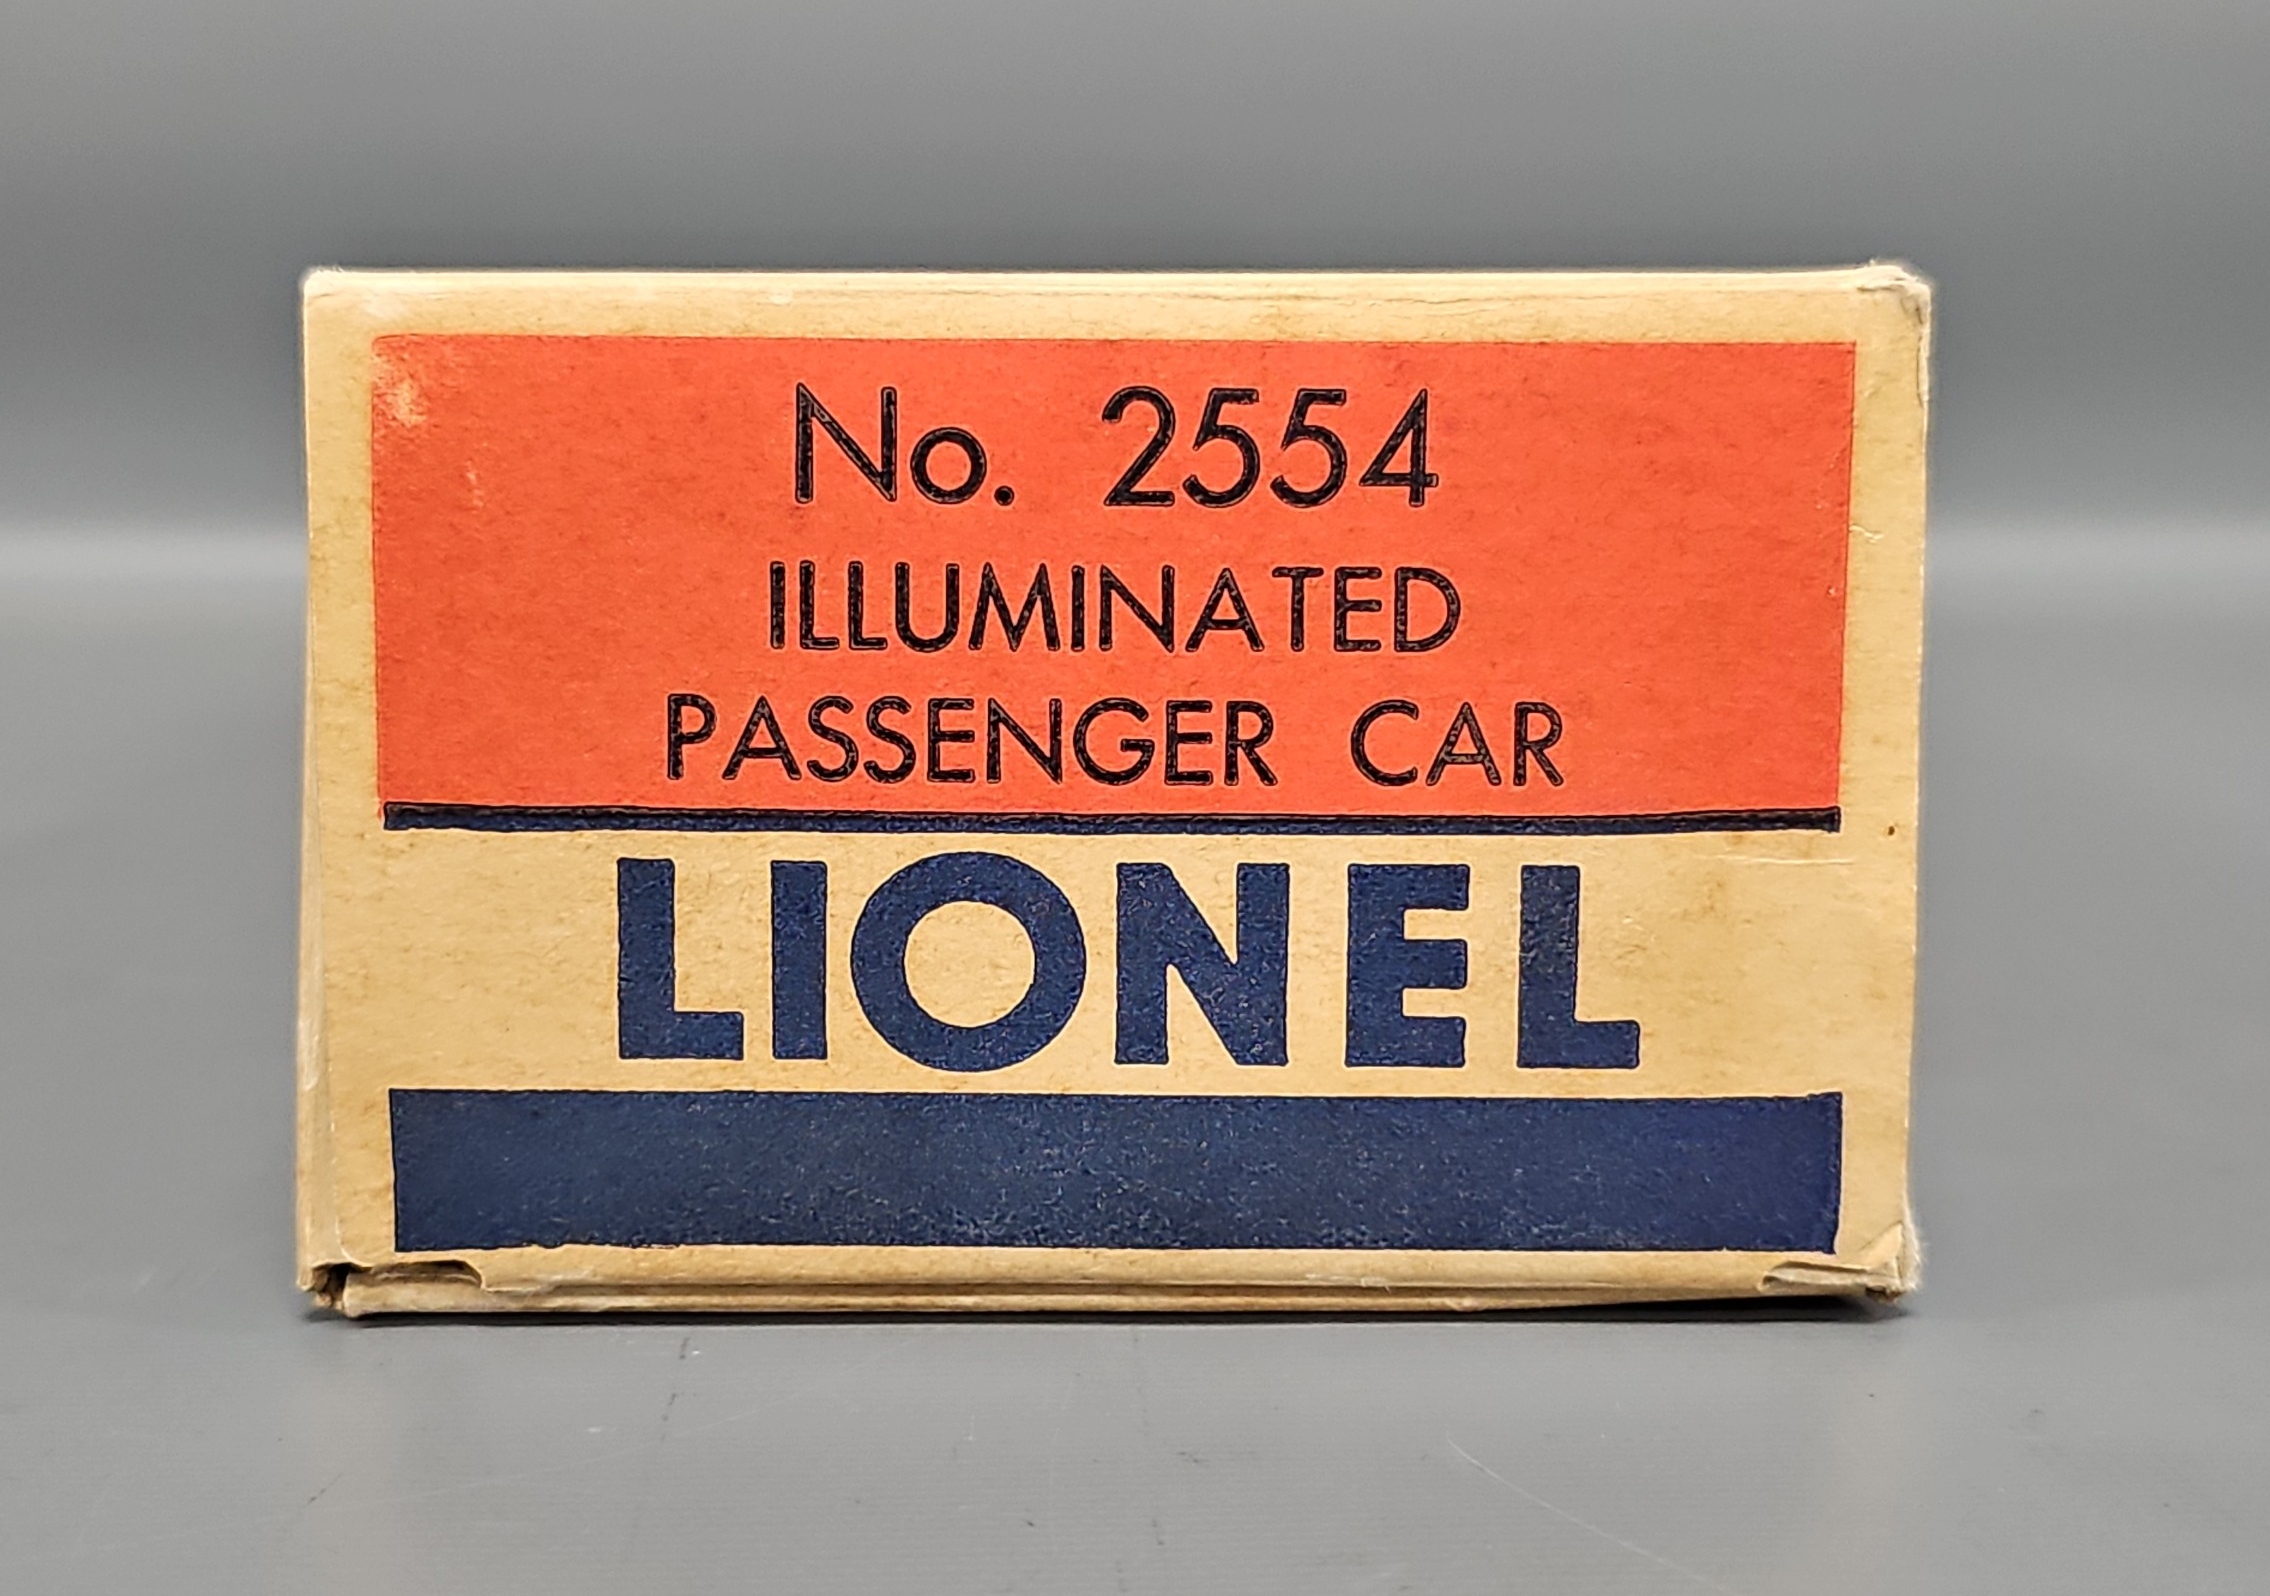 No. 2554
ILLUMINATED
PASSENGER CAR
LIONEL